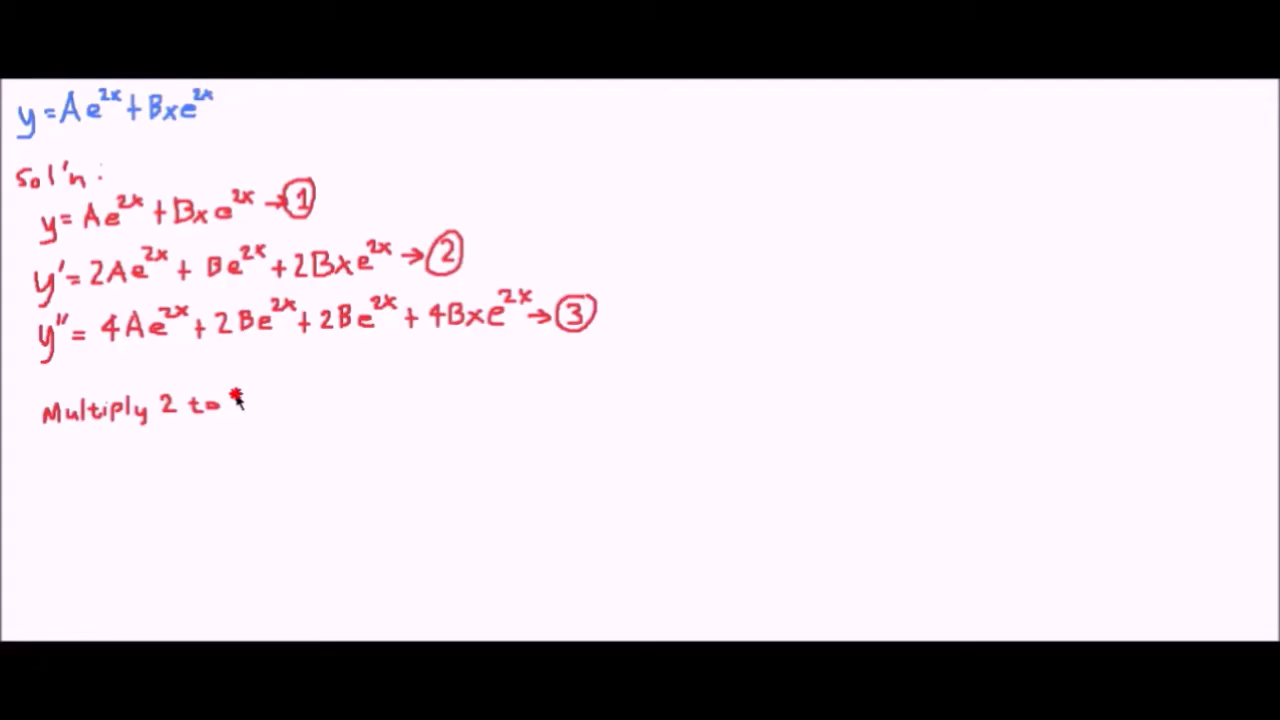 y = Ae^{2x} + Bxe^{2x}
Sol'n :
y = Ae^{2x} + Bxe^{2x} → ①
y' = 2Ae^{2x} + Be^{2x} + 2Bxe^{2x} → ②
y'' = 4Ae^{2x} + 2Be^{2x} + 2Be^{2x} + 4Bxe^{2x} → ③
Multiply 2 to